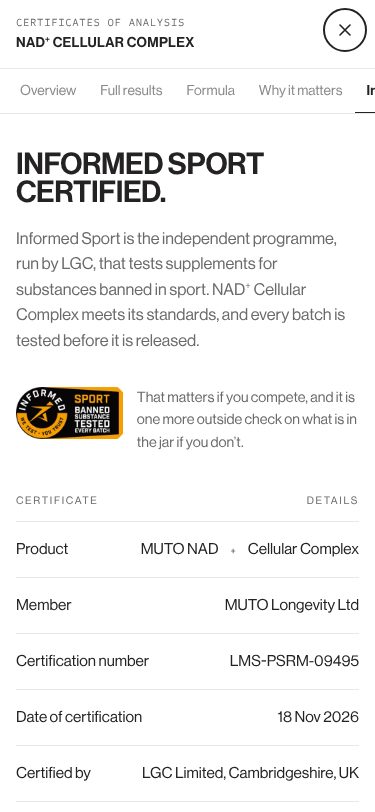 CERTIFICATES OF ANALYSIS
NAD⁺ CELLULAR COMPLEX
Overview Full results Formula Why it matters
INFORMED SPORT
CERTIFIED.
Informed Sport is the independent programme,
run by LGC, that tests supplements for
substances banned in sport. NAD⁺ Cellular
Complex meets its standards, and every batch is
tested before it is released.
INFORMED
WE TEST • YOU TRUST
SPORT
BANNED
SUBSTANCE
TESTED
EVERY BATCH
That matters if you compete, and it is
one more outside check on what is in
the jar if you don't.
CERTIFICATE DETAILS
Product MUTO NAD + Cellular Complex
Member MUTO Longevity Ltd
Certification number LMS-PSRM-09495
Date of certification 18 Nov 2026
Certified by LGC Limited, Cambridgeshire, UK